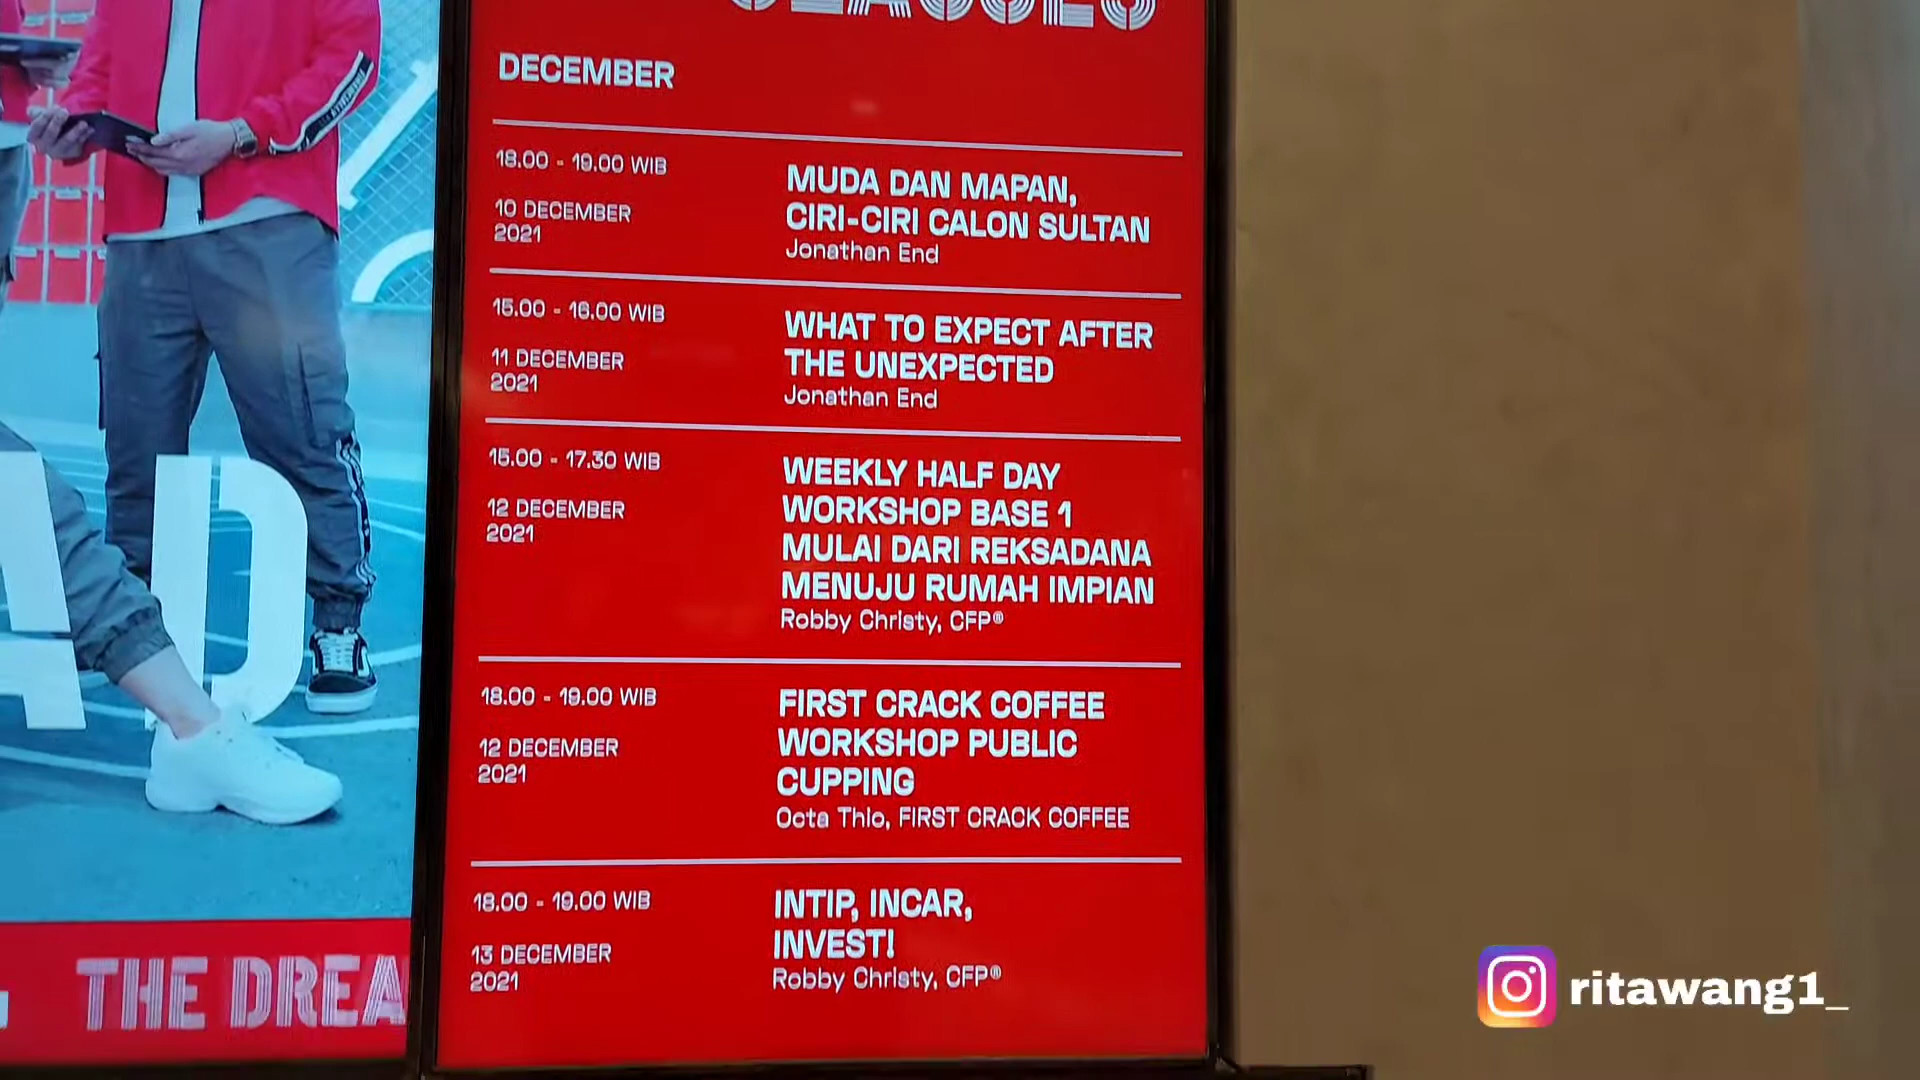 CLASSES
DECEMBER
18.00 - 19.00 WIB
10 DECEMBER
2021
MUDA DAN MAPAN,
CIRI-CIRI CALON SULTAN
Jonathan End
15.00 - 16.00 WIB
11 DECEMBER
2021
WHAT TO EXPECT AFTER
THE UNEXPECTED
Jonathan End
15.00 - 17.30 WIB
12 DECEMBER
2021
WEEKLY HALF DAY
WORKSHOP BASE 1
MULAI DARI REKSADANA
MENUJU RUMAH IMPIAN
Robby Christy, CFP®
18.00 - 19.00 WIB
12 DECEMBER
2021
FIRST CRACK COFFEE
WORKSHOP PUBLIC
CUPPING
Octa Thio, FIRST CRACK COFFEE
18.00 - 19.00 WIB
13 DECEMBER
2021
INTIP, INCAR,
INVEST!
Robby Christy, CFP®
AD
THE DREA
ritawang1_